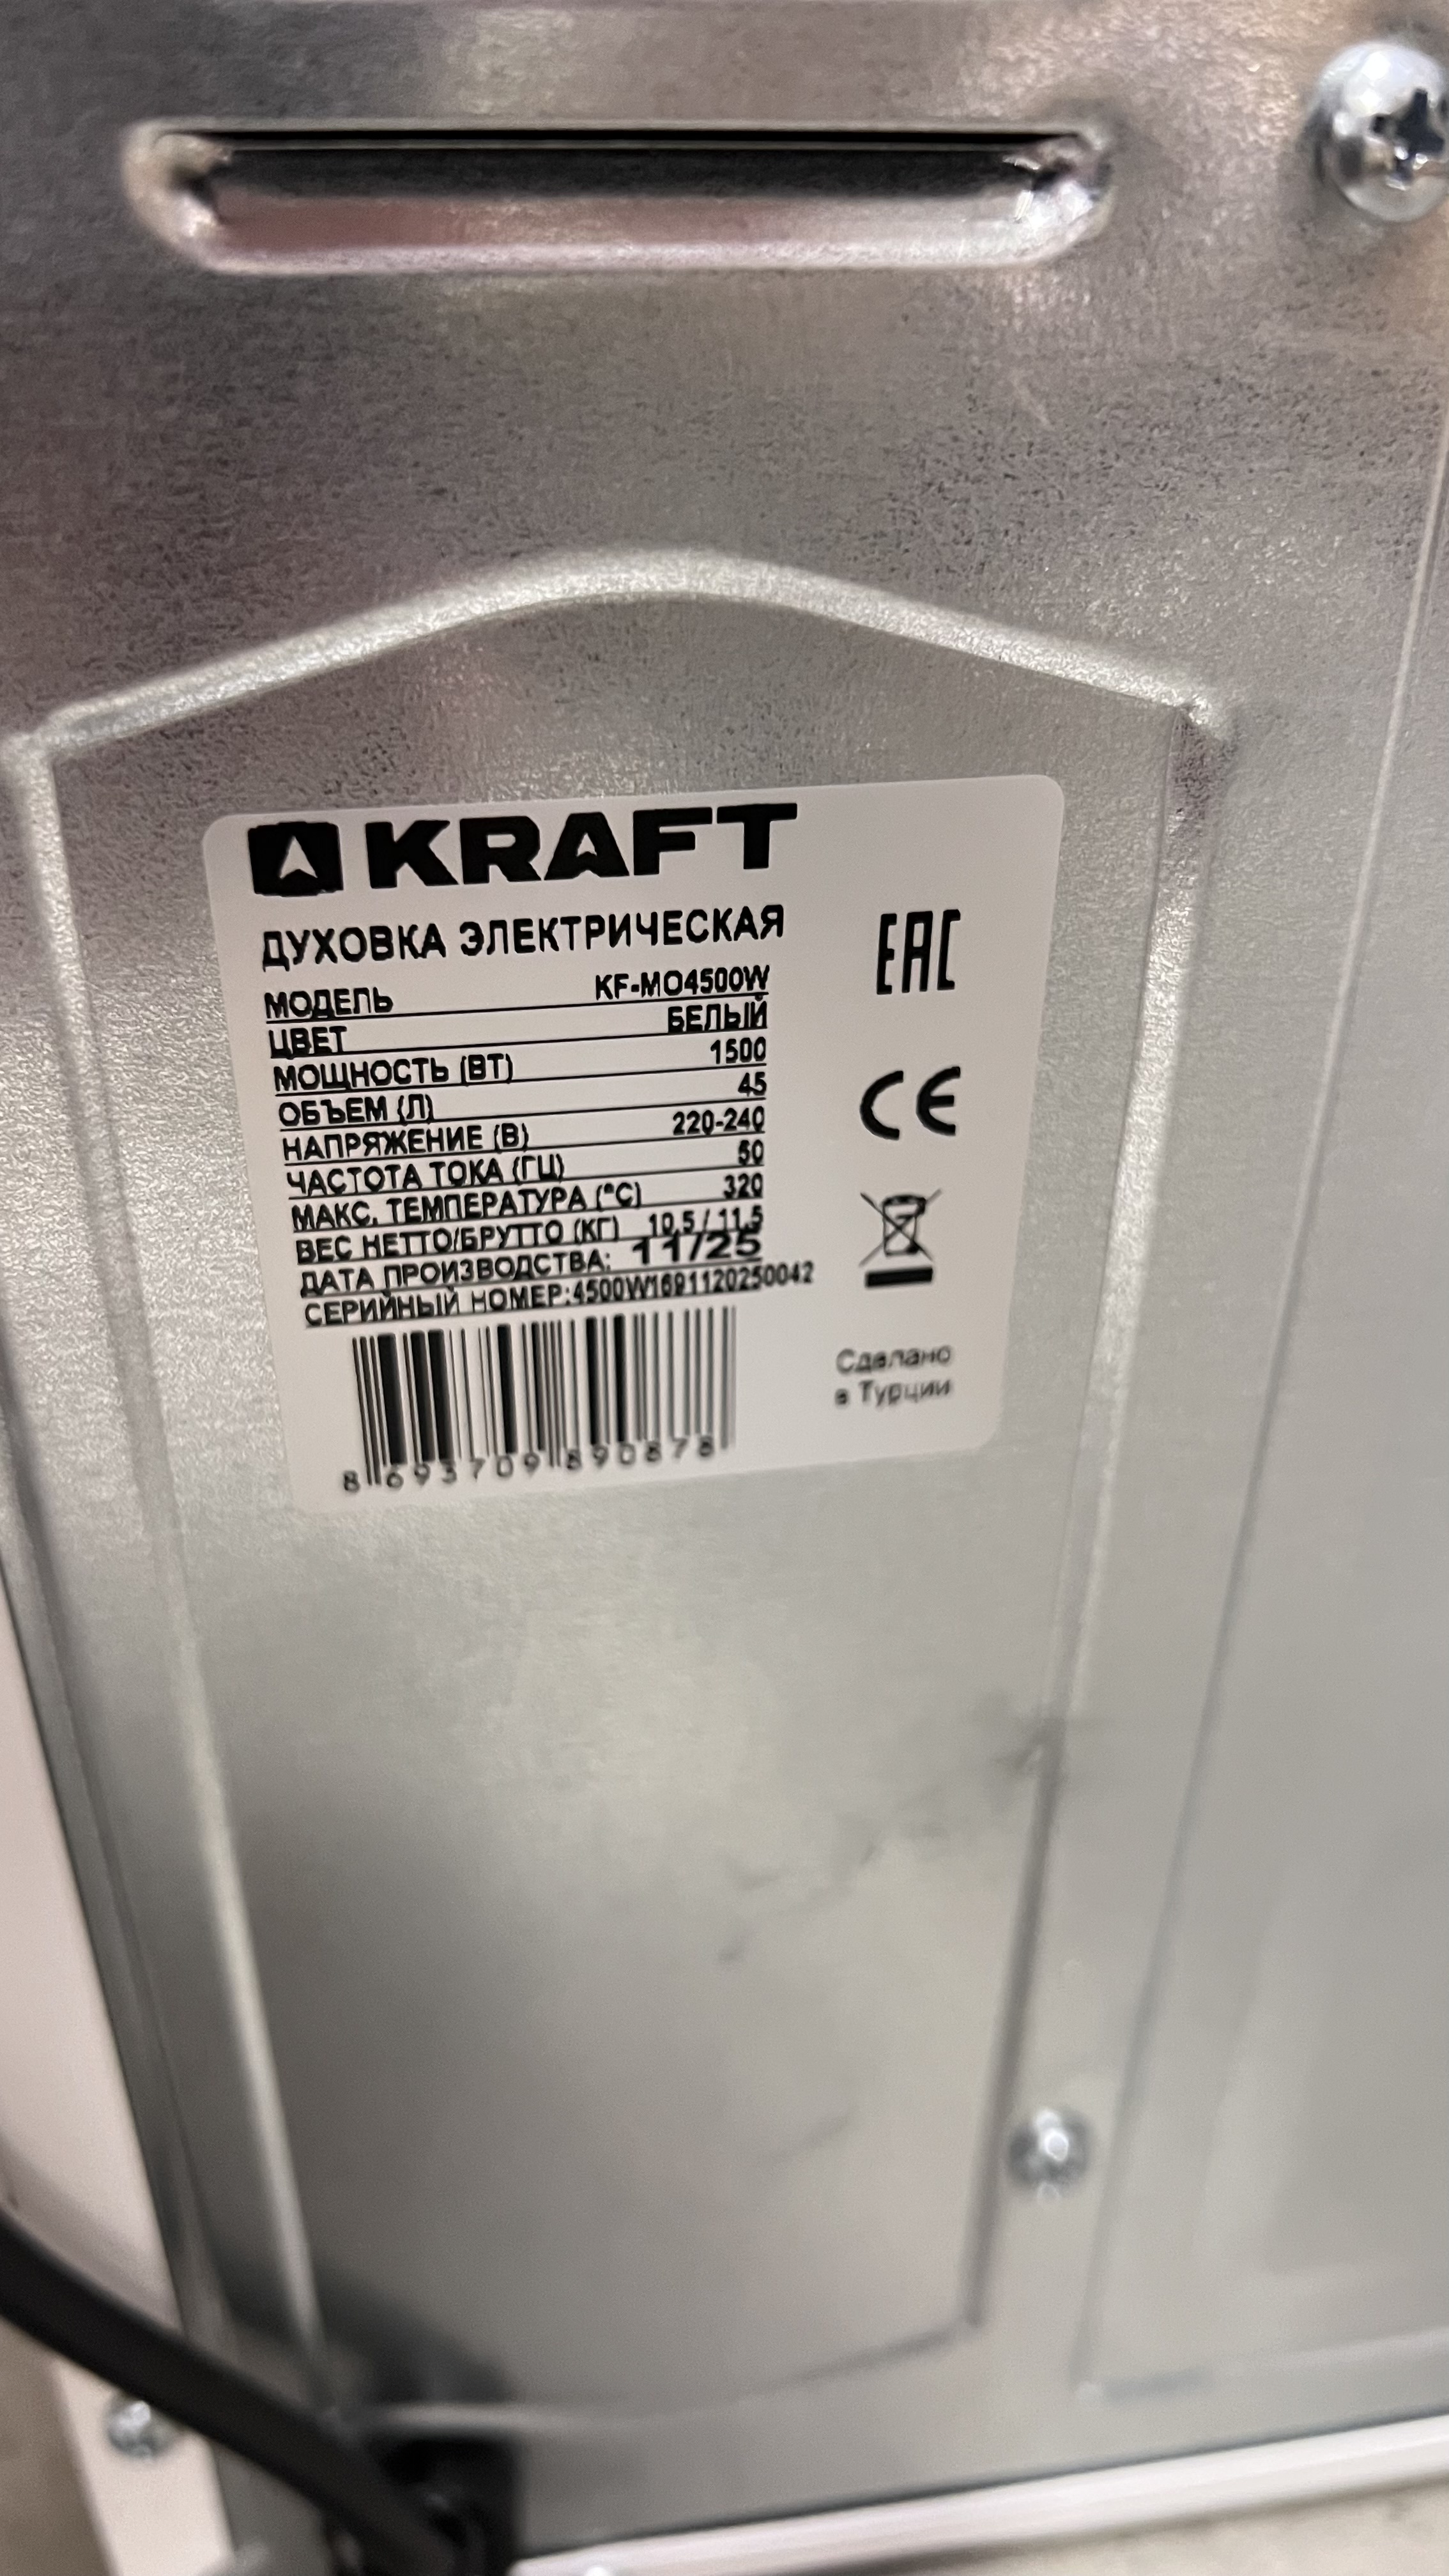 KRAFT
ДУХОВКА ЭЛЕКТРИЧЕСКАЯ
МОДЕЛЬ KF-MO4500W
ЦВЕТ БЕЛЫЙ
МОЩНОСТЬ (ВТ) 1500
ОБЪЕМ (Л) 45
НАПРЯЖЕНИЕ (В) 220-240
ЧАСТОТА ТОКА (ГЦ) 50
МАКС. ТЕМПЕРАТУРА (°C) 320
ВЕС НЕТТО/БРУТТО (КГ) 10,5 / 11,5
ДАТА ПРОИЗВОДСТВА: 11/25
СЕРИЙНЫЙ НОМЕР:4500W1691120250042
8 693709 890878
EAC
CE
Сделано
в Турции